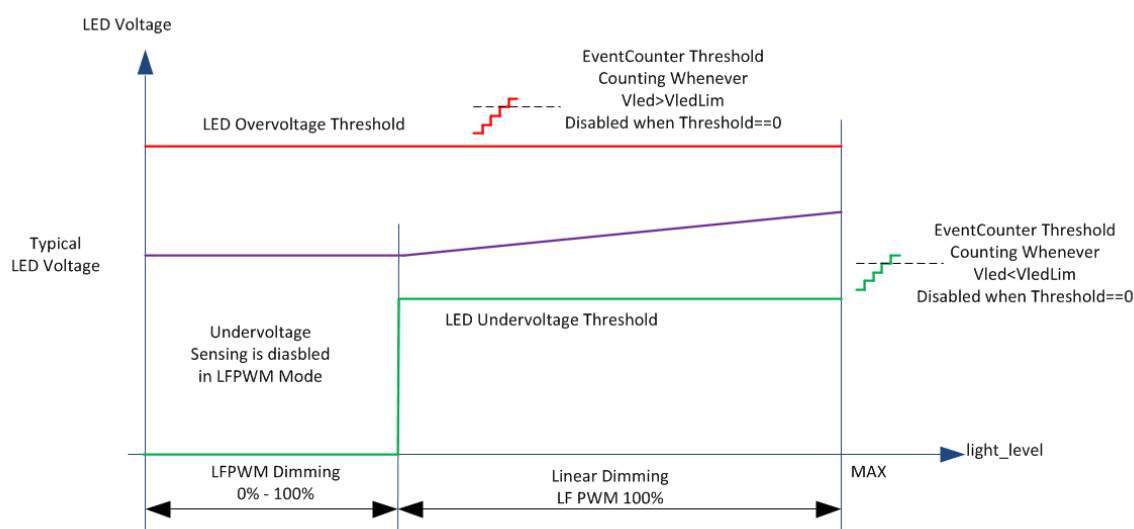 LED Voltage
EventCounter Threshold
Counting Whenever
Vled>VledLim
Disabled when Threshold==0
LED Overvoltage Threshold
Typical
LED Voltage
EventCounter Threshold
Counting Whenever
Vled<VledLim
Disabled when Threshold==0
LED Undervoltage Threshold
Undervoltage
Sensing is diasbled
in LFPWM Mode
light_level
LFPWM Dimming
0% - 100%
Linear Dimming
LF PWM 100%
MAX